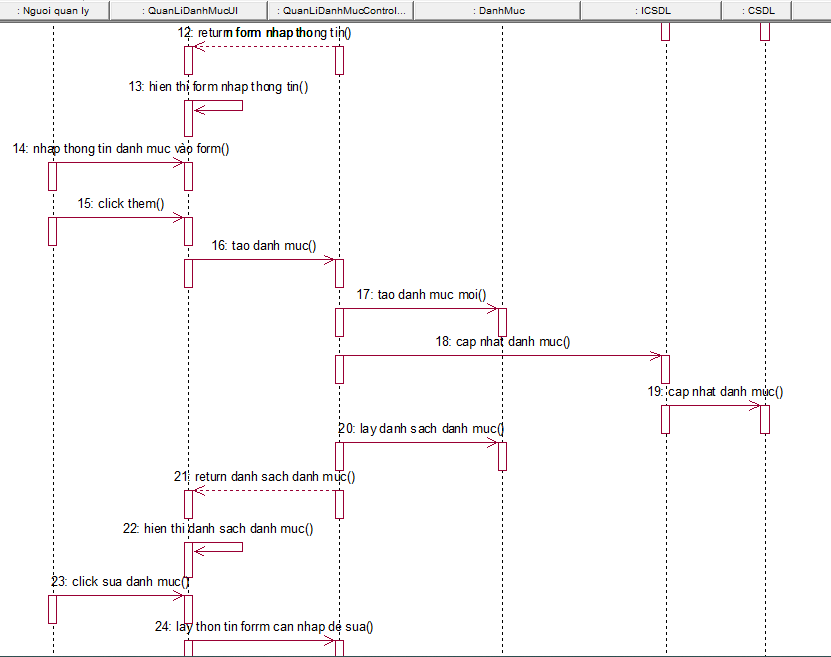 : Nguoi quan ly
: QuanLiDanhMucUI
: QuanLiDanhMucControl...
: DanhMuc
: ICSDL
: CSDL
12: return form nhap thong tin()
13: hien thi form nhap thong tin()
14: nhap thong tin danh muc vào form()
15: click them()
16: tao danh muc()
17: tao danh muc moi()
18: cap nhat danh muc()
19: cap nhat danh muc()
20: lay danh sach danh muc()
21: return danh sach danh muc()
22: hien thi danh sach danh muc()
23: click sua danh muc()
24: lay thon tin forrm can nhap de sua()